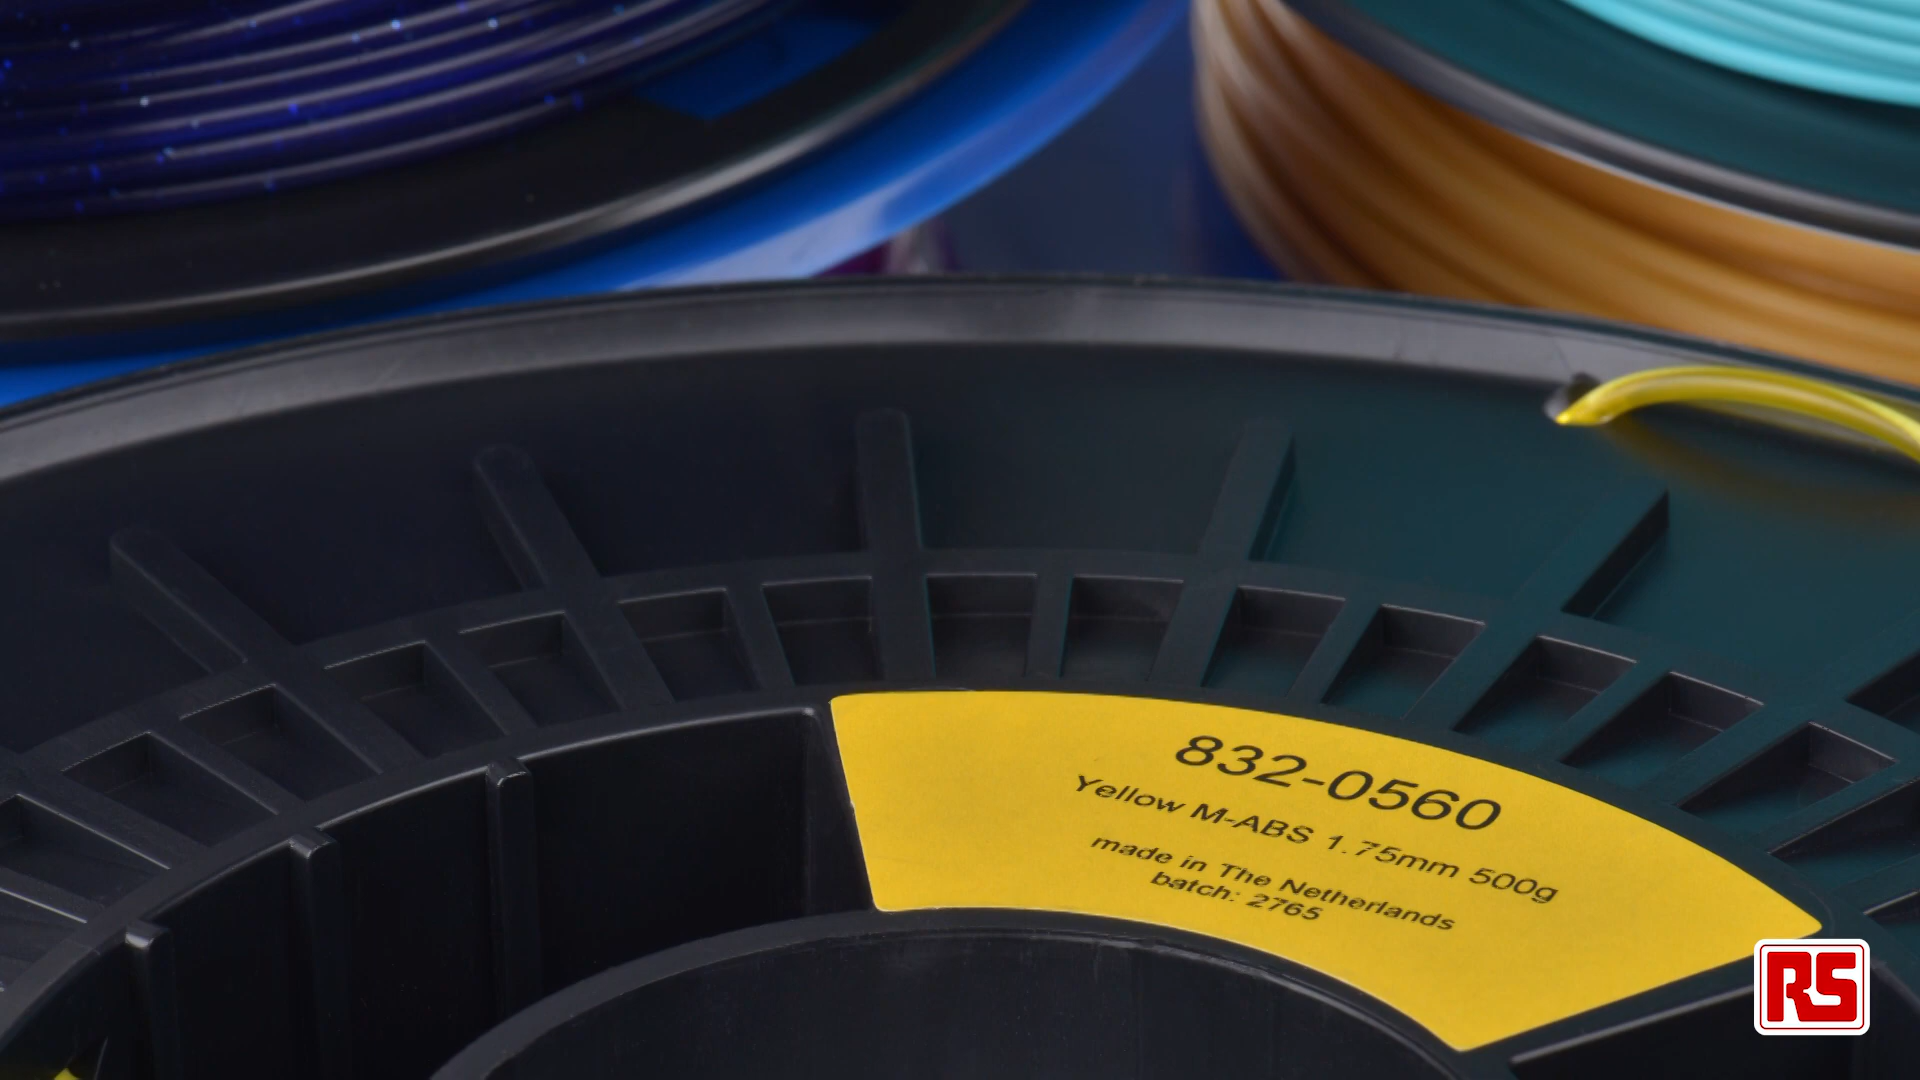 832-0560
Yellow M-ABS 1.75mm 500g
made in The Netherlands
batch: 2765
RS